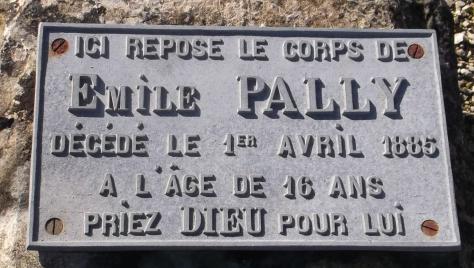 ICI REPOSE LE CORPS DE
EMILE PALLY
DÉCÉDÉ LE 1ER AVRIL 1885
A L'ÂGE DE 16 ANS
PRIEZ DIEU POUR LUI